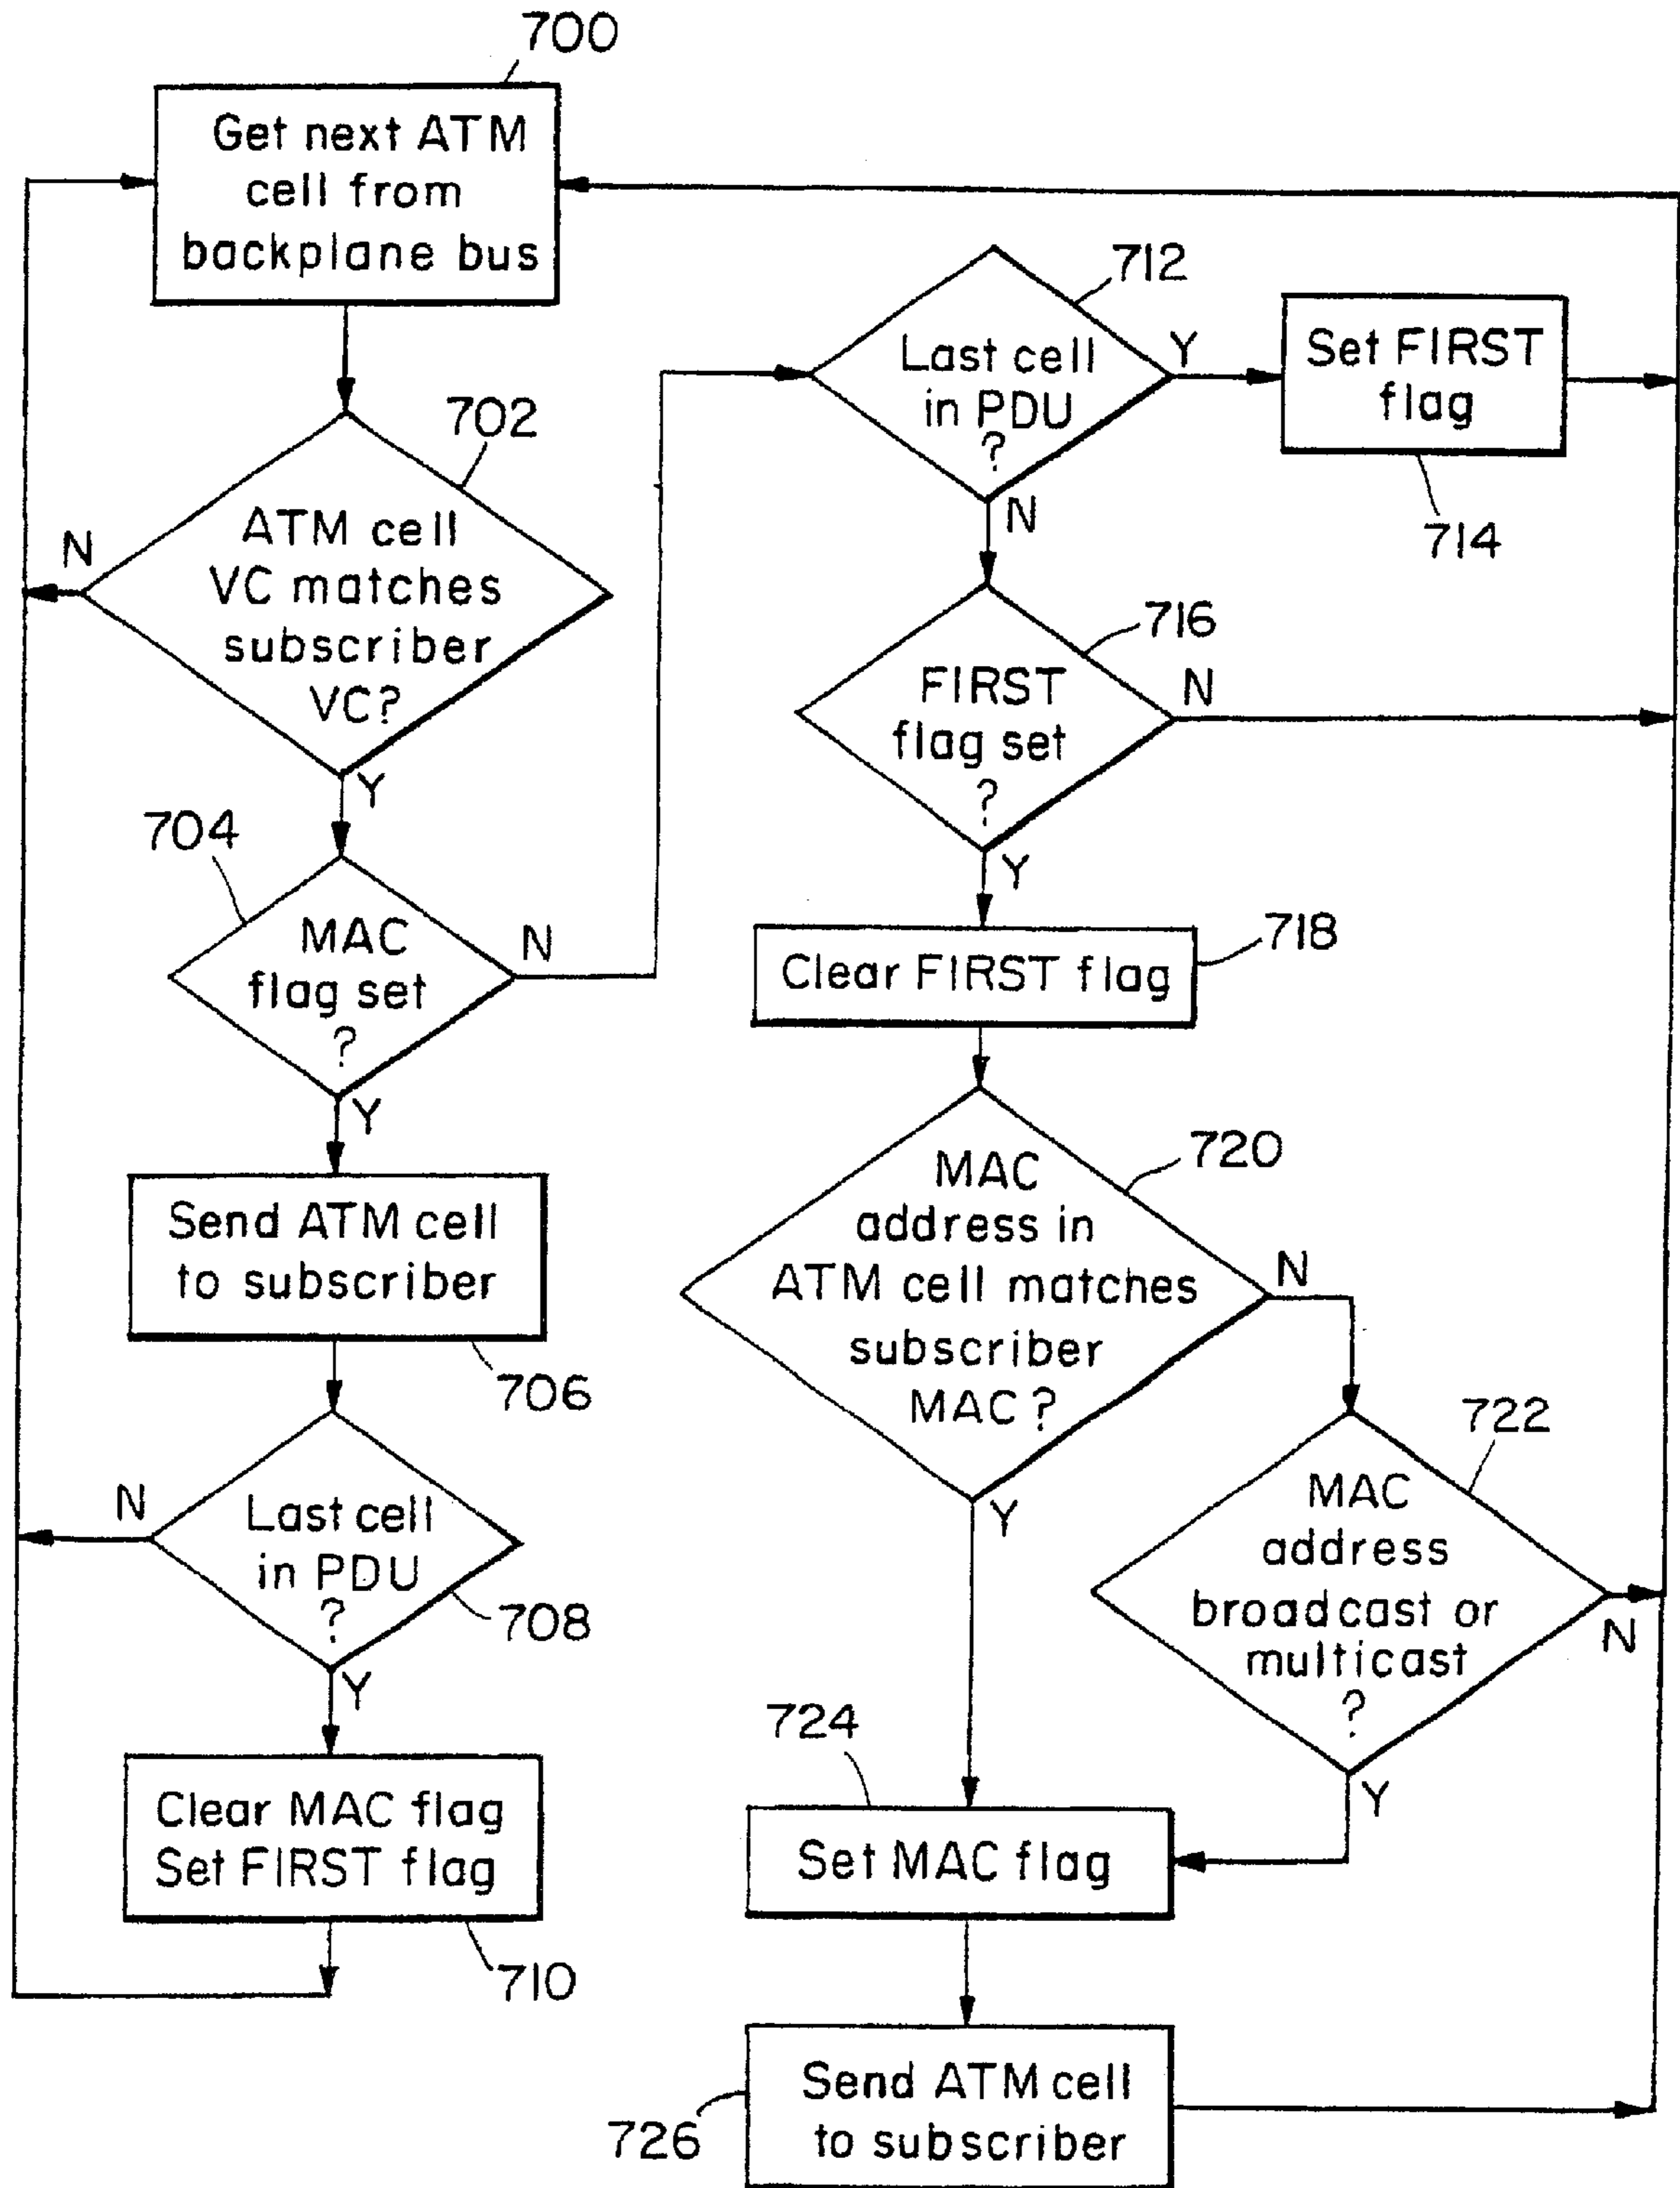 700
Get next ATM
cell from
backplane bus
702
ATM cell
VC matches
subscriber
VC?
N
Y
704
MAC
flag set
?
N
Y
Send ATM cell
to subscriber
706
Last cell
in PDU
?
N
708
Y
Clear MAC flag
Set FIRST flag
710
712
Last cell
in PDU
?
Y
N
Set FIRST
flag
714
716
FIRST
flag set
?
N
Y
Clear FIRST flag
718
720
MAC
address in
ATM cell matches
subscriber
MAC?
N
Y
722
MAC
address
broadcast or
multicast
?
N
Y
724
Set MAC flag
Send ATM cell
to subscriber
726